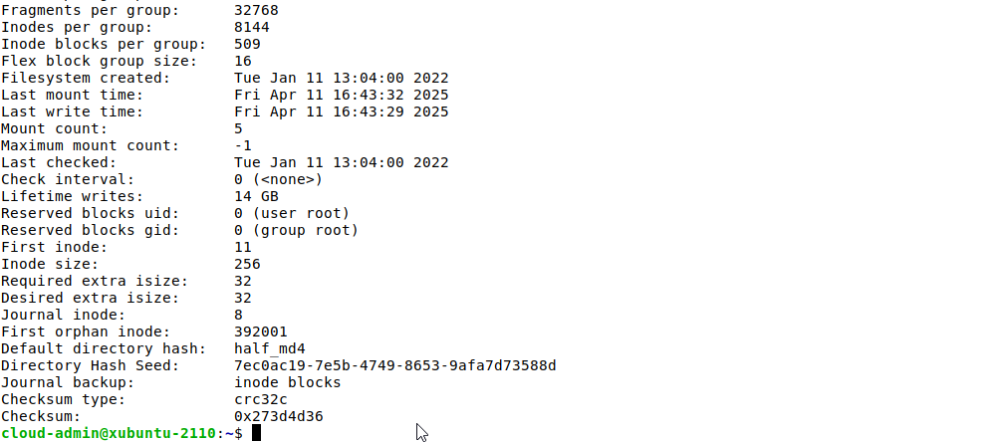 Fragments per group:      32768
Inodes per group:         8144
Inode blocks per group:   509
Flex block group size:    16
Filesystem created:       Tue Jan 11 13:04:00 2022
Last mount time:          Fri Apr 11 16:43:32 2025
Last write time:          Fri Apr 11 16:43:29 2025
Mount count:              5
Maximum mount count:      -1
Last checked:             Tue Jan 11 13:04:00 2022
Check interval:           0 (<none>)
Lifetime writes:          14 GB
Reserved blocks uid:      0 (user root)
Reserved blocks gid:      0 (group root)
First inode:              11
Inode size:               256
Required extra isize:     32
Desired extra isize:      32
Journal inode:            8
First orphan inode:       392001
Default directory hash:   half_md4
Directory Hash Seed:      7ec0ac19-7e5b-4749-8653-9afa7d73588d
Journal backup:           inode blocks
Checksum type:            crc32c
Checksum:                 0x273d4d36
cloud-admin@xubuntu-2110:~$